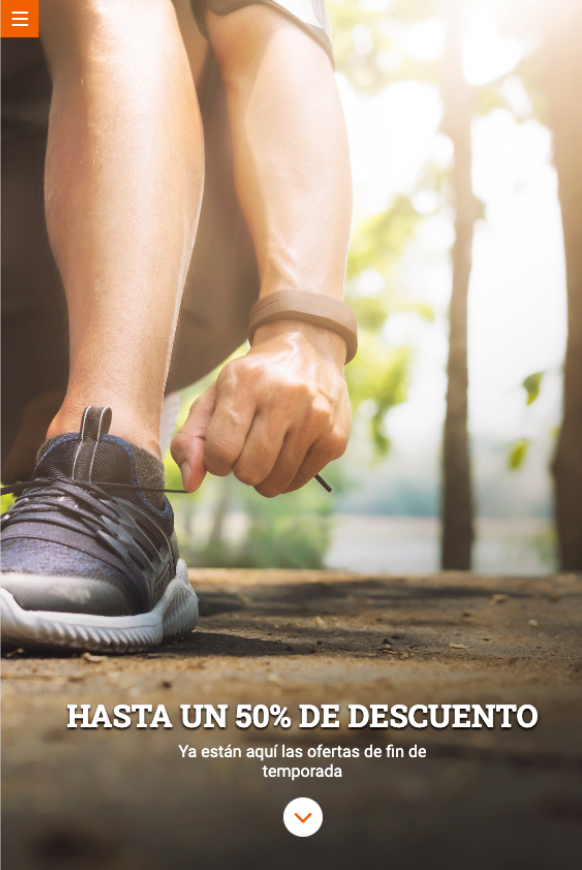 HASTA UN 50% DE DESCUENTO
Ya están aquí las ofertas de fin de
temporada